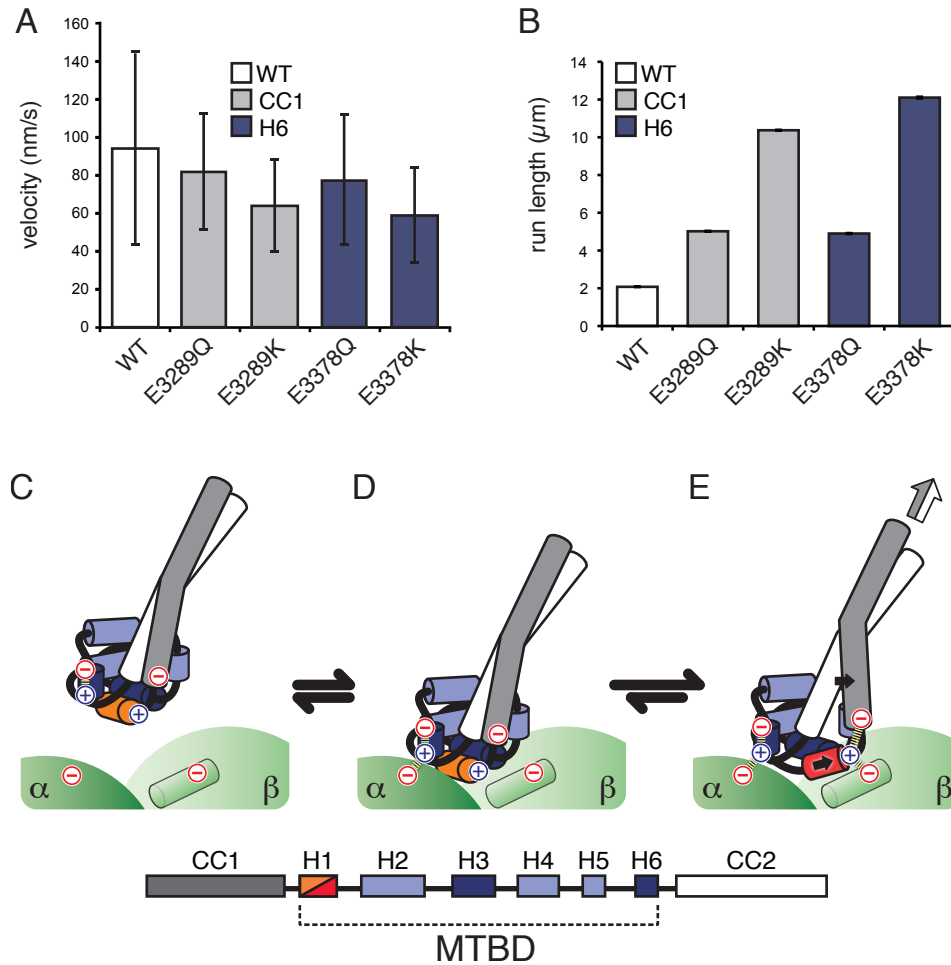 A
velocity (nm/s)
160
140
120
100
80
60
40
20
0
WT
CC1
H6
WT
E3289Q
E3289K
E3378Q
E3378K
B
run length (µm)
14
12
10
8
6
4
2
0
WT
CC1
H6
WT
E3289Q
E3289K
E3378Q
E3378K
C
− + − +
− −
α β
D
− + − +
− −
α β
E
− + − +
− −
α β
CC1 H1 H2 H3 H4 H5 H6 CC2
MTBD